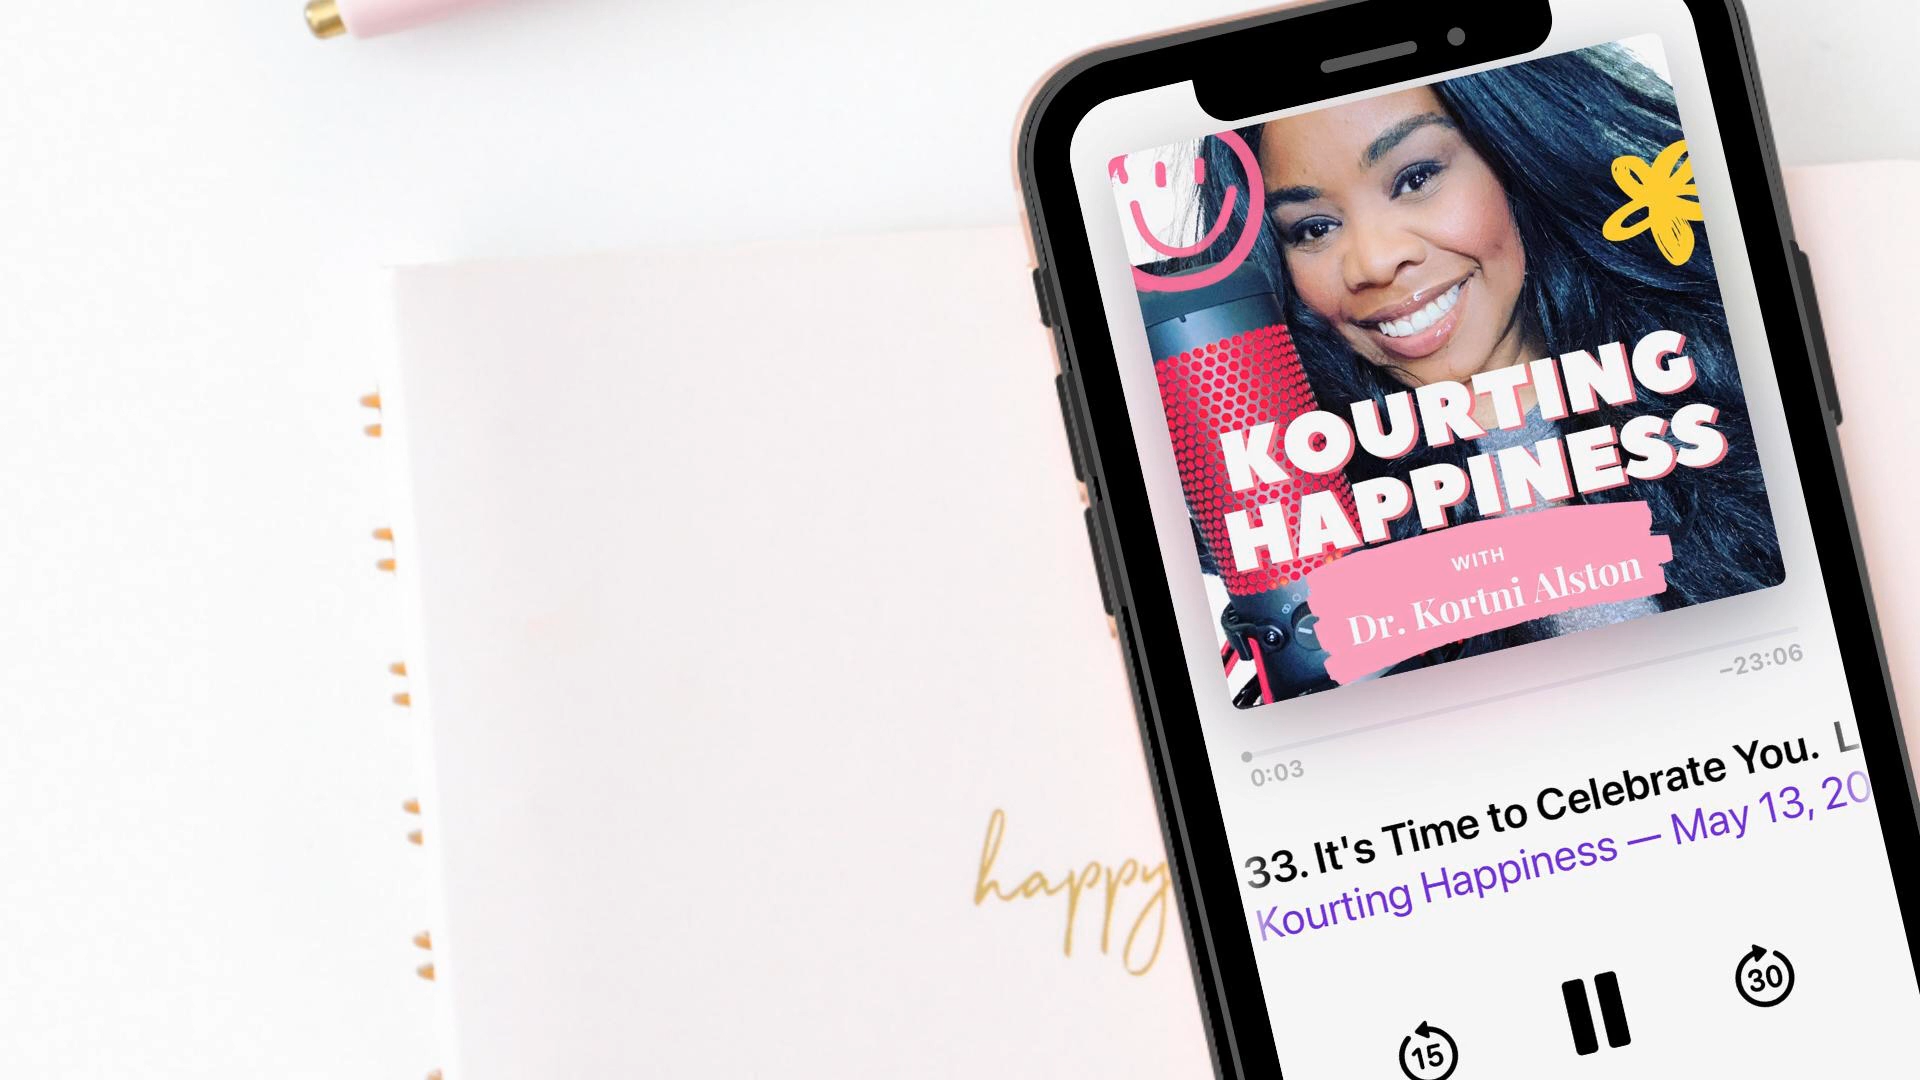 KOURTING
HAPPINESS
WITH
Dr. Kortni Alston
0:03
–23:06
33. It's Time to Celebrate You. L
Kourting Happiness — May 13, 20
15
30
happy